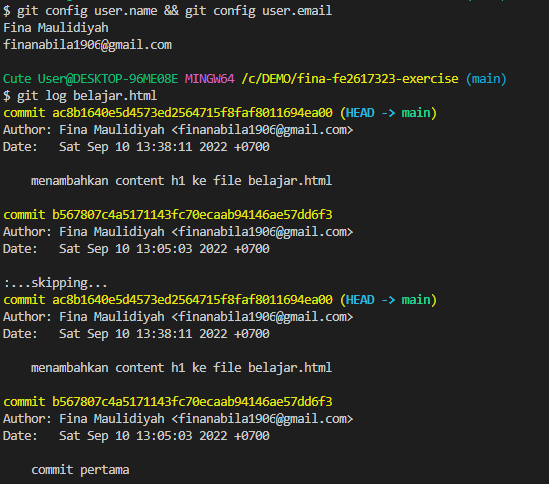 $ git config user.name && git config user.email
Fina Maulidiyah
finanabila1906@gmail.com
Cute User@DESKTOP-96ME08E MINGW64 /c/DEMO/fina-fe2617323-exercise (main)
$ git log belajar.html
commit ac8b1640e5d4573ed2564715f8faf8011694ea00 (HEAD -> main)
Author: Fina Maulidiyah <finanabila1906@gmail.com>
Date:   Sat Sep 10 13:38:11 2022 +0700
    menambahkan content h1 ke file belajar.html
commit b567807c4a5171143fc70ecaab94146ae57dd6f3
Author: Fina Maulidiyah <finanabila1906@gmail.com>
Date:   Sat Sep 10 13:05:03 2022 +0700
:...skipping...
commit ac8b1640e5d4573ed2564715f8faf8011694ea00 (HEAD -> main)
Author: Fina Maulidiyah <finanabila1906@gmail.com>
Date:   Sat Sep 10 13:38:11 2022 +0700
    menambahkan content h1 ke file belajar.html
commit b567807c4a5171143fc70ecaab94146ae57dd6f3
Author: Fina Maulidiyah <finanabila1906@gmail.com>
Date:   Sat Sep 10 13:05:03 2022 +0700
    commit pertama